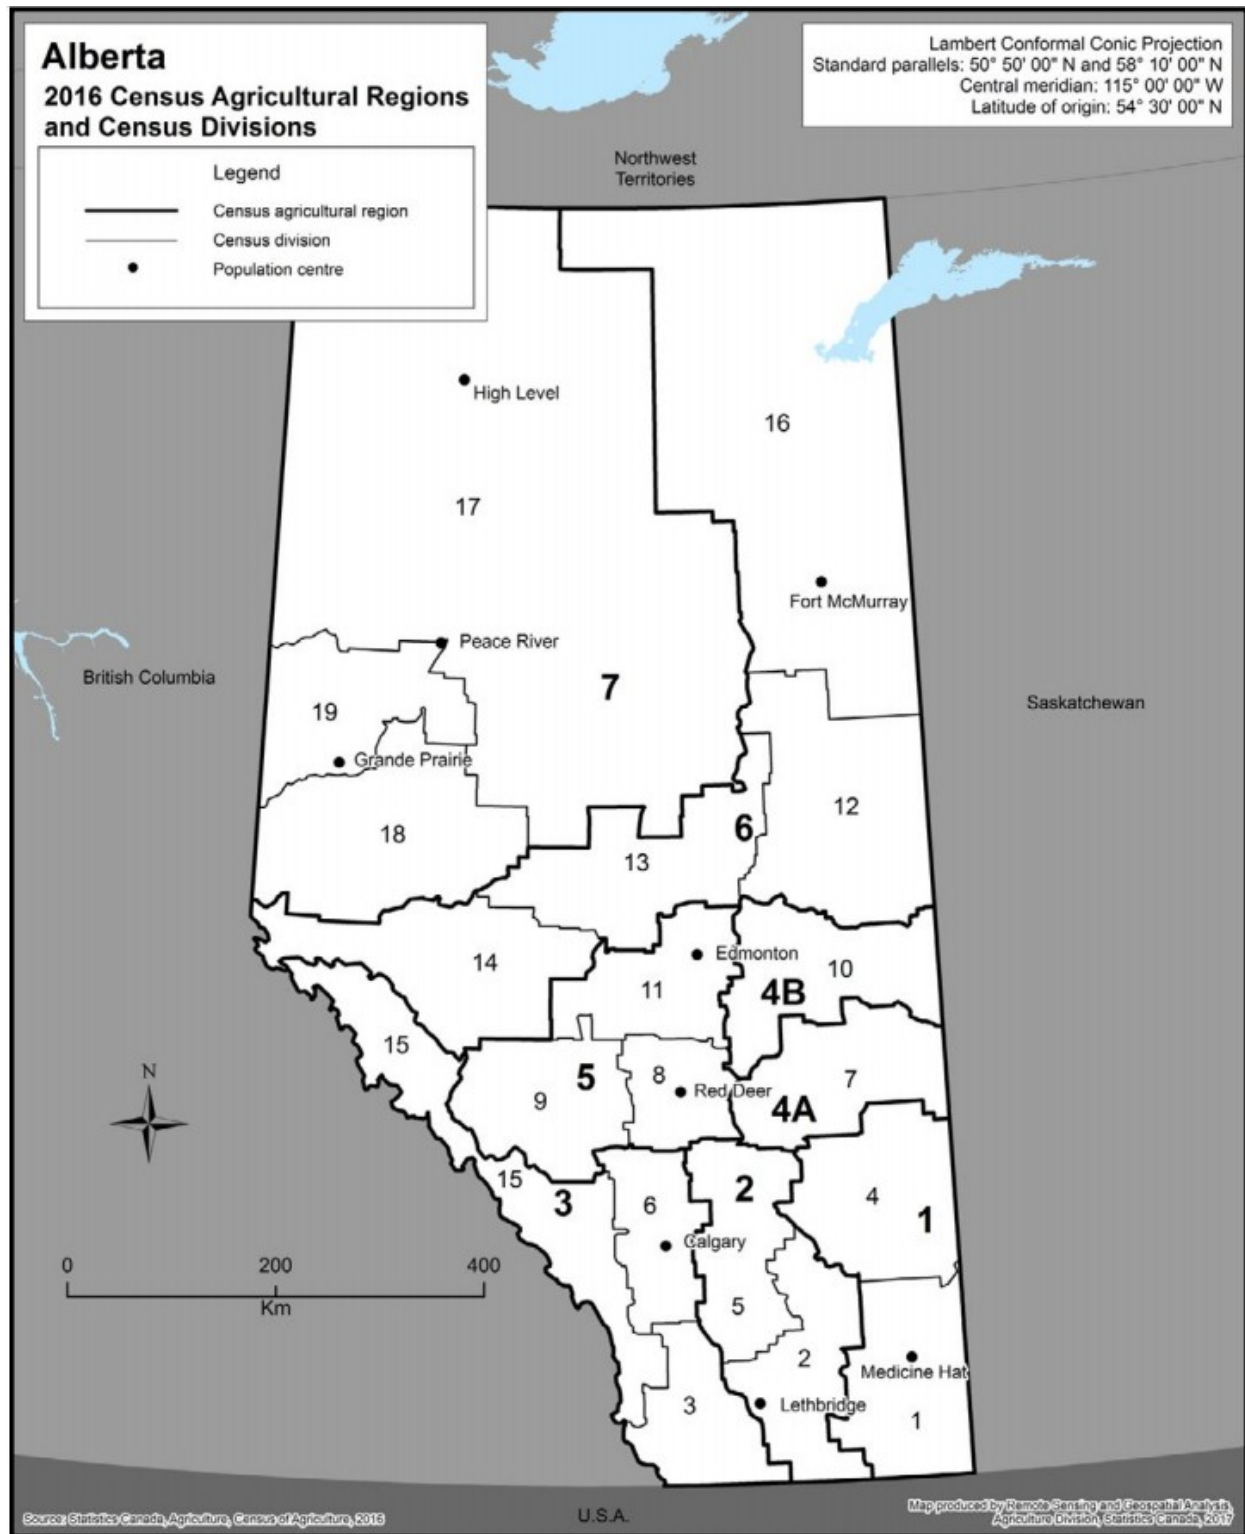 Alberta
2016 Census Agricultural Regions
and Census Divisions
Legend
Census agricultural region
Census division
Population centre
Lambert Conformal Conic Projection
Standard parallels: 50° 50' 00" N and 58° 10' 00" N
Central meridian: 115° 00' 00" W
Latitude of origin: 54° 30' 00" N
Northwest
Territories
High Level
16
17
Fort McMurray
Peace River
British Columbia
7
Saskatchewan
19
Grande Prairie
12
18
6
13
Edmonton
14
10
11
4B
15
N
5
8
7
Red Deer
9
4A
15
3
6
2
4
1
Calgary
0
200
400
Km
5
2
Medicine Hat
3
Lethbridge
1
Source: Statistics Canada, Agriculture, Census of Agriculture, 2016
U.S.A.
Map produced by Remote Sensing and Geospatial Analysis,
Agriculture Division, Statistics Canada, 2017